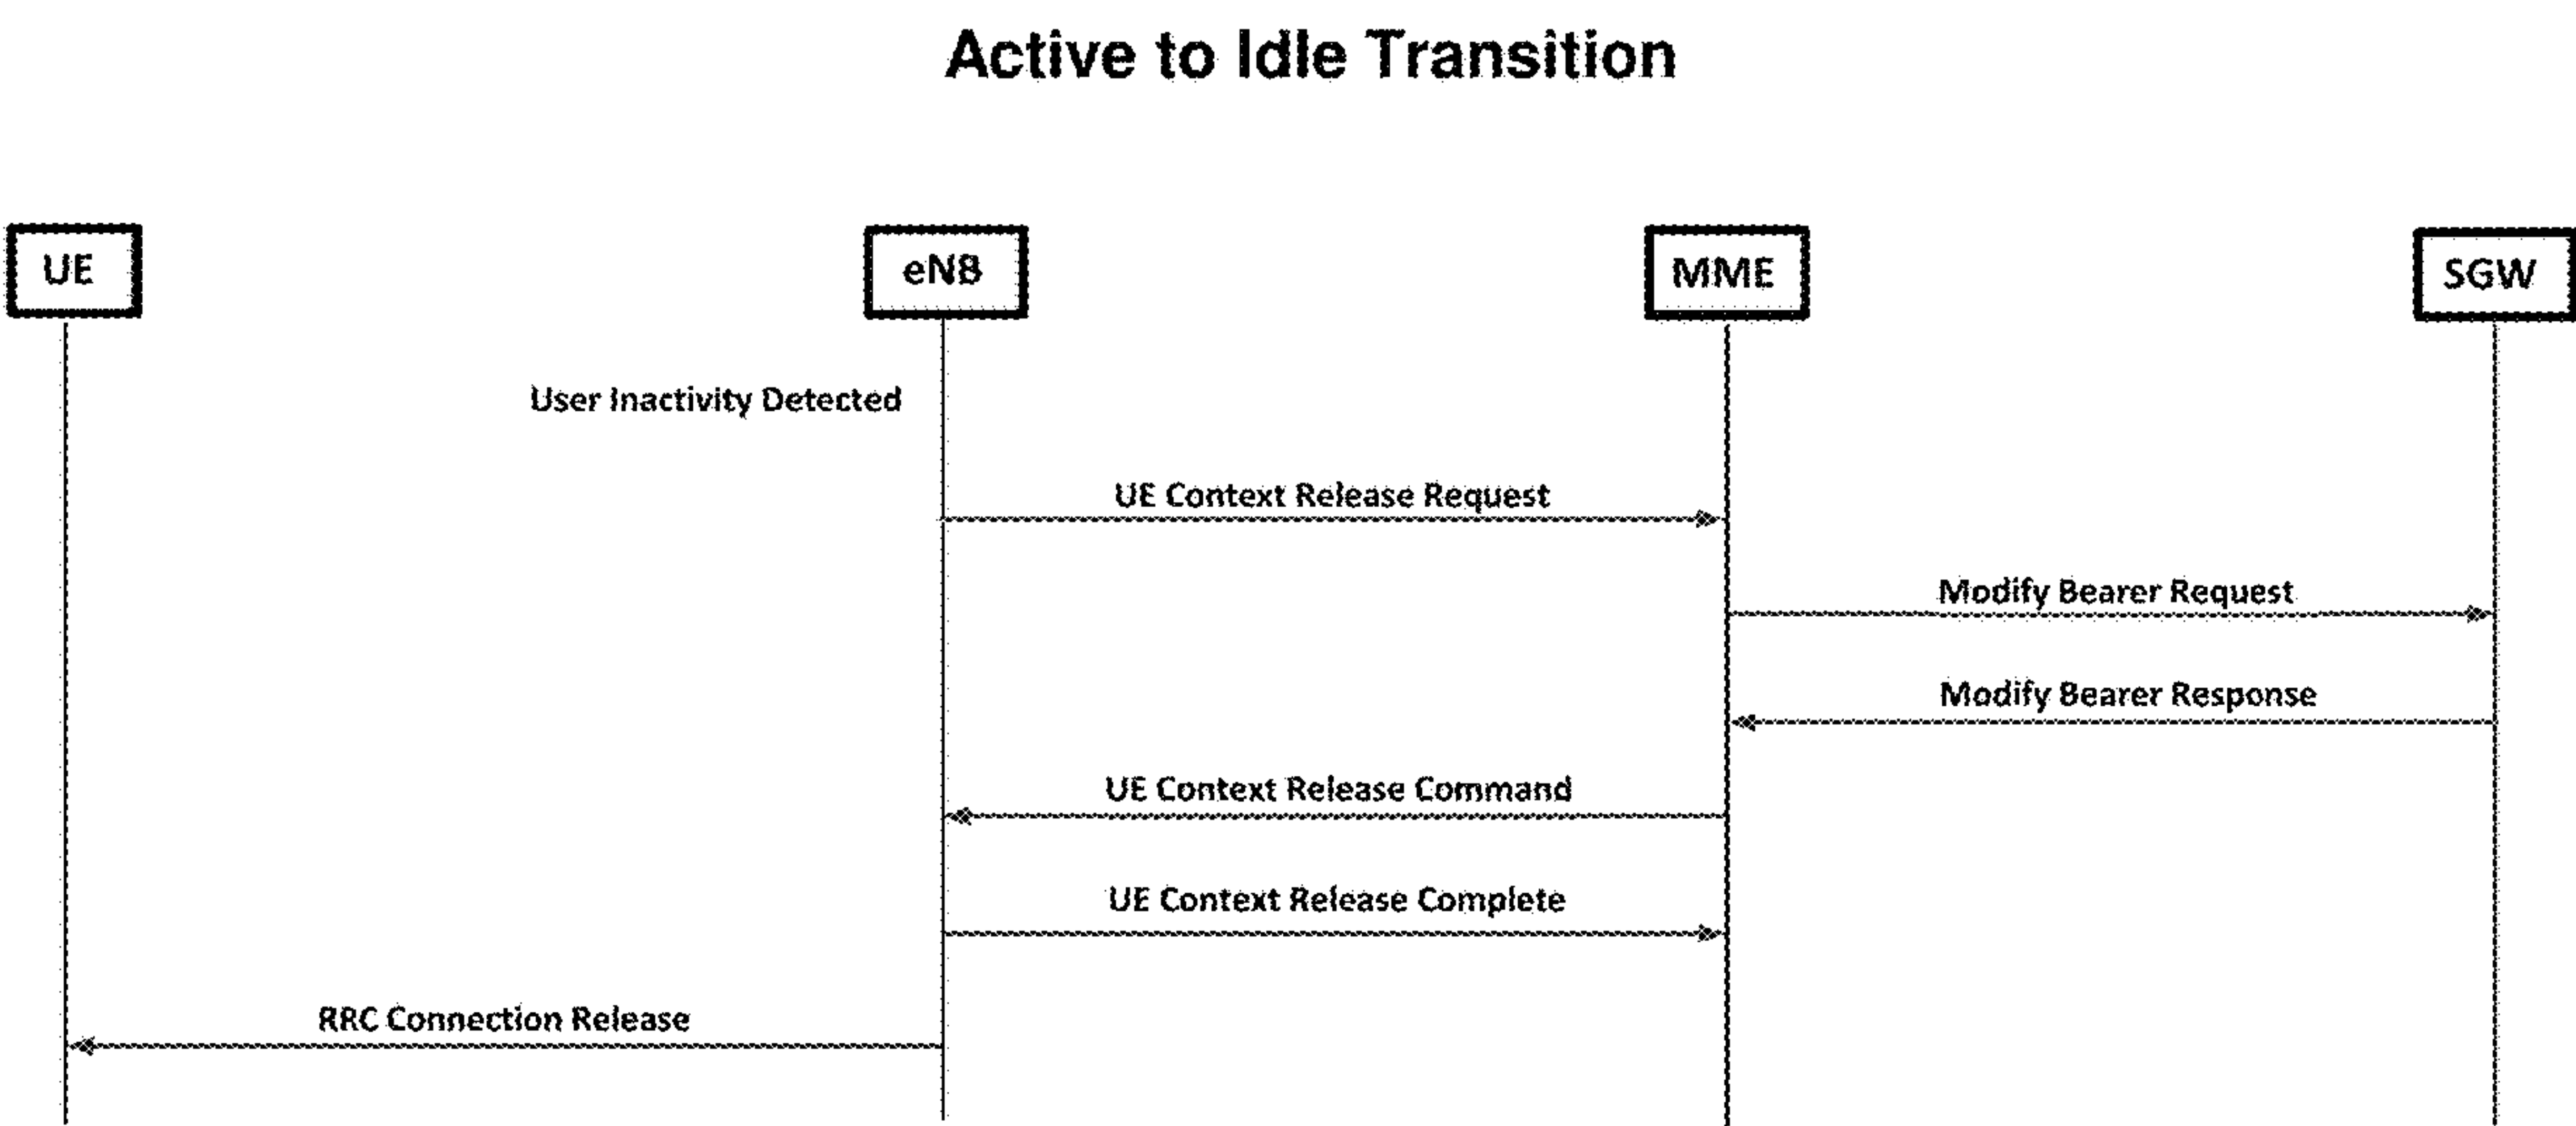 Active to Idle Transition
UE
eNB
MME
SGW
User Inactivity Detected
UE Context Release Request
Modify Bearer Request
Modify Bearer Response
UE Context Release Command
UE Context Release Complete
RRC Connection Release